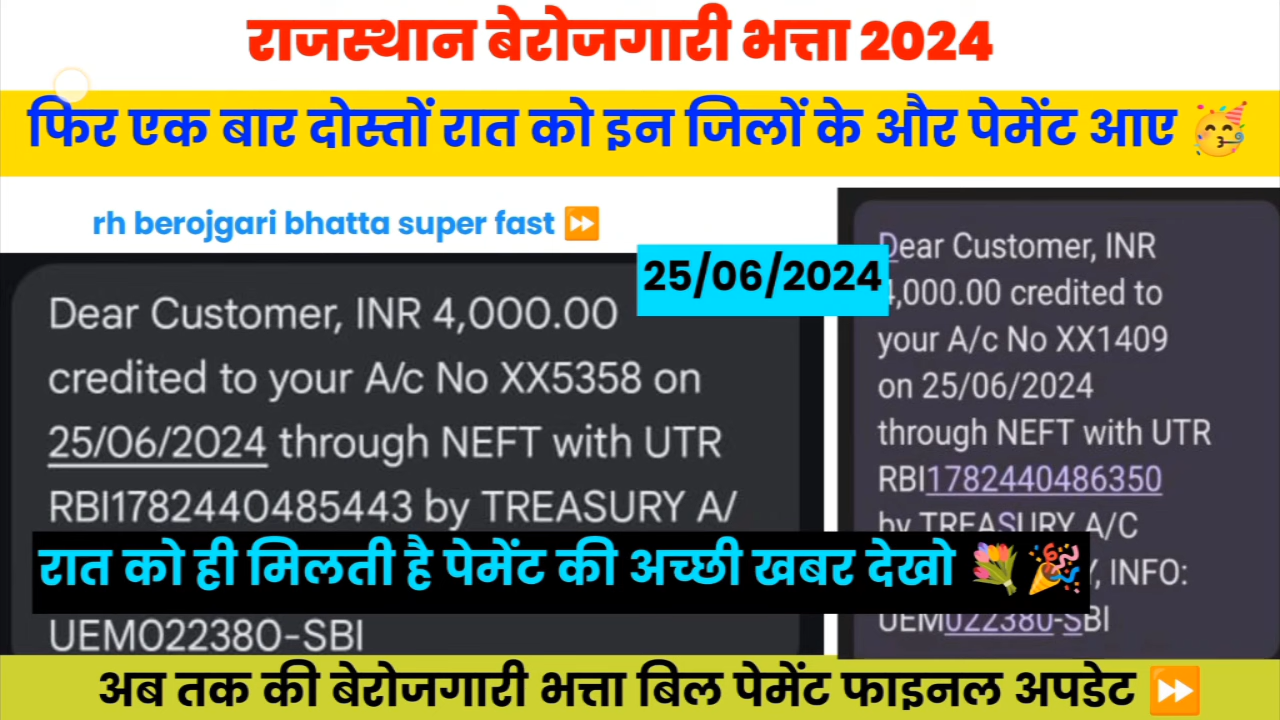 राजस्थान बेरोजगारी भत्ता 2024
फिर एक बार दोस्तों रात को इन जिलों के और पेमेंट आए 🥳
rh berojgari bhatta super fast ⏩
25/06/2024
Dear Customer, INR 4,000.00
credited to your A/c No XX5358 on
25/06/2024 through NEFT with UTR
RBI1782440485443 by TREASURY A/
UEM022380-SBI
Dear Customer, INR
4,000.00 credited to
your A/c No XX1409
on 25/06/2024
through NEFT with UTR
RBI1782440486350
by TREASURY A/C
, INFO:
UEM022380-SBI
रात को ही मिलती है पेमेंट की अच्छी खबर देखो 💐🎉
अब तक की बेरोजगारी भत्ता बिल पेमेंट फाइनल अपडेट ⏩